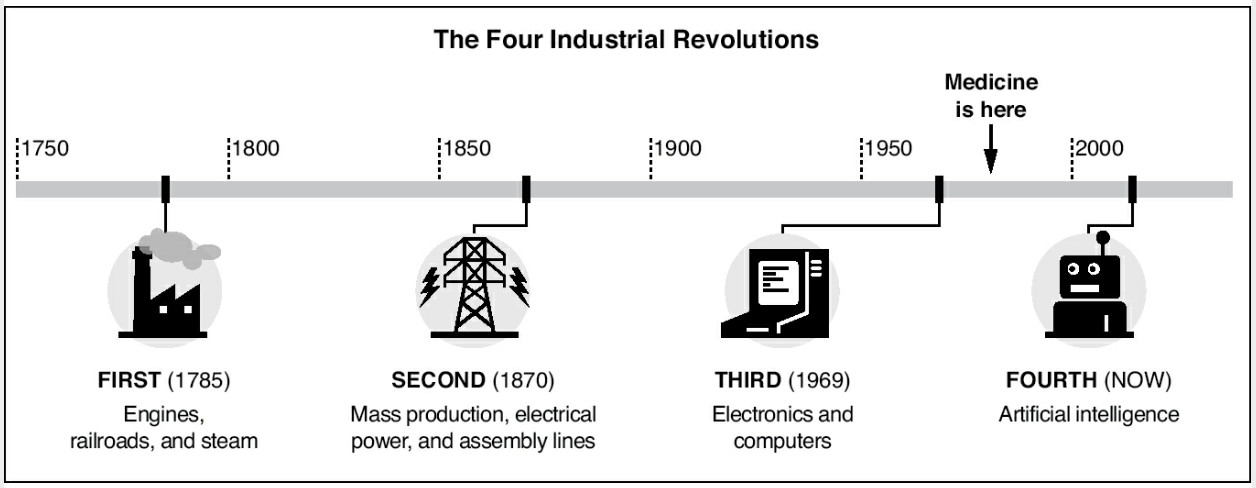 The Four Industrial Revolutions
Medicine
is here
1750
1800
1850
1900
1950
2000
FIRST (1785)
Engines,
railroads, and steam
SECOND (1870)
Mass production, electrical
power, and assembly lines
THIRD (1969)
Electronics and
computers
FOURTH (NOW)
Artificial intelligence